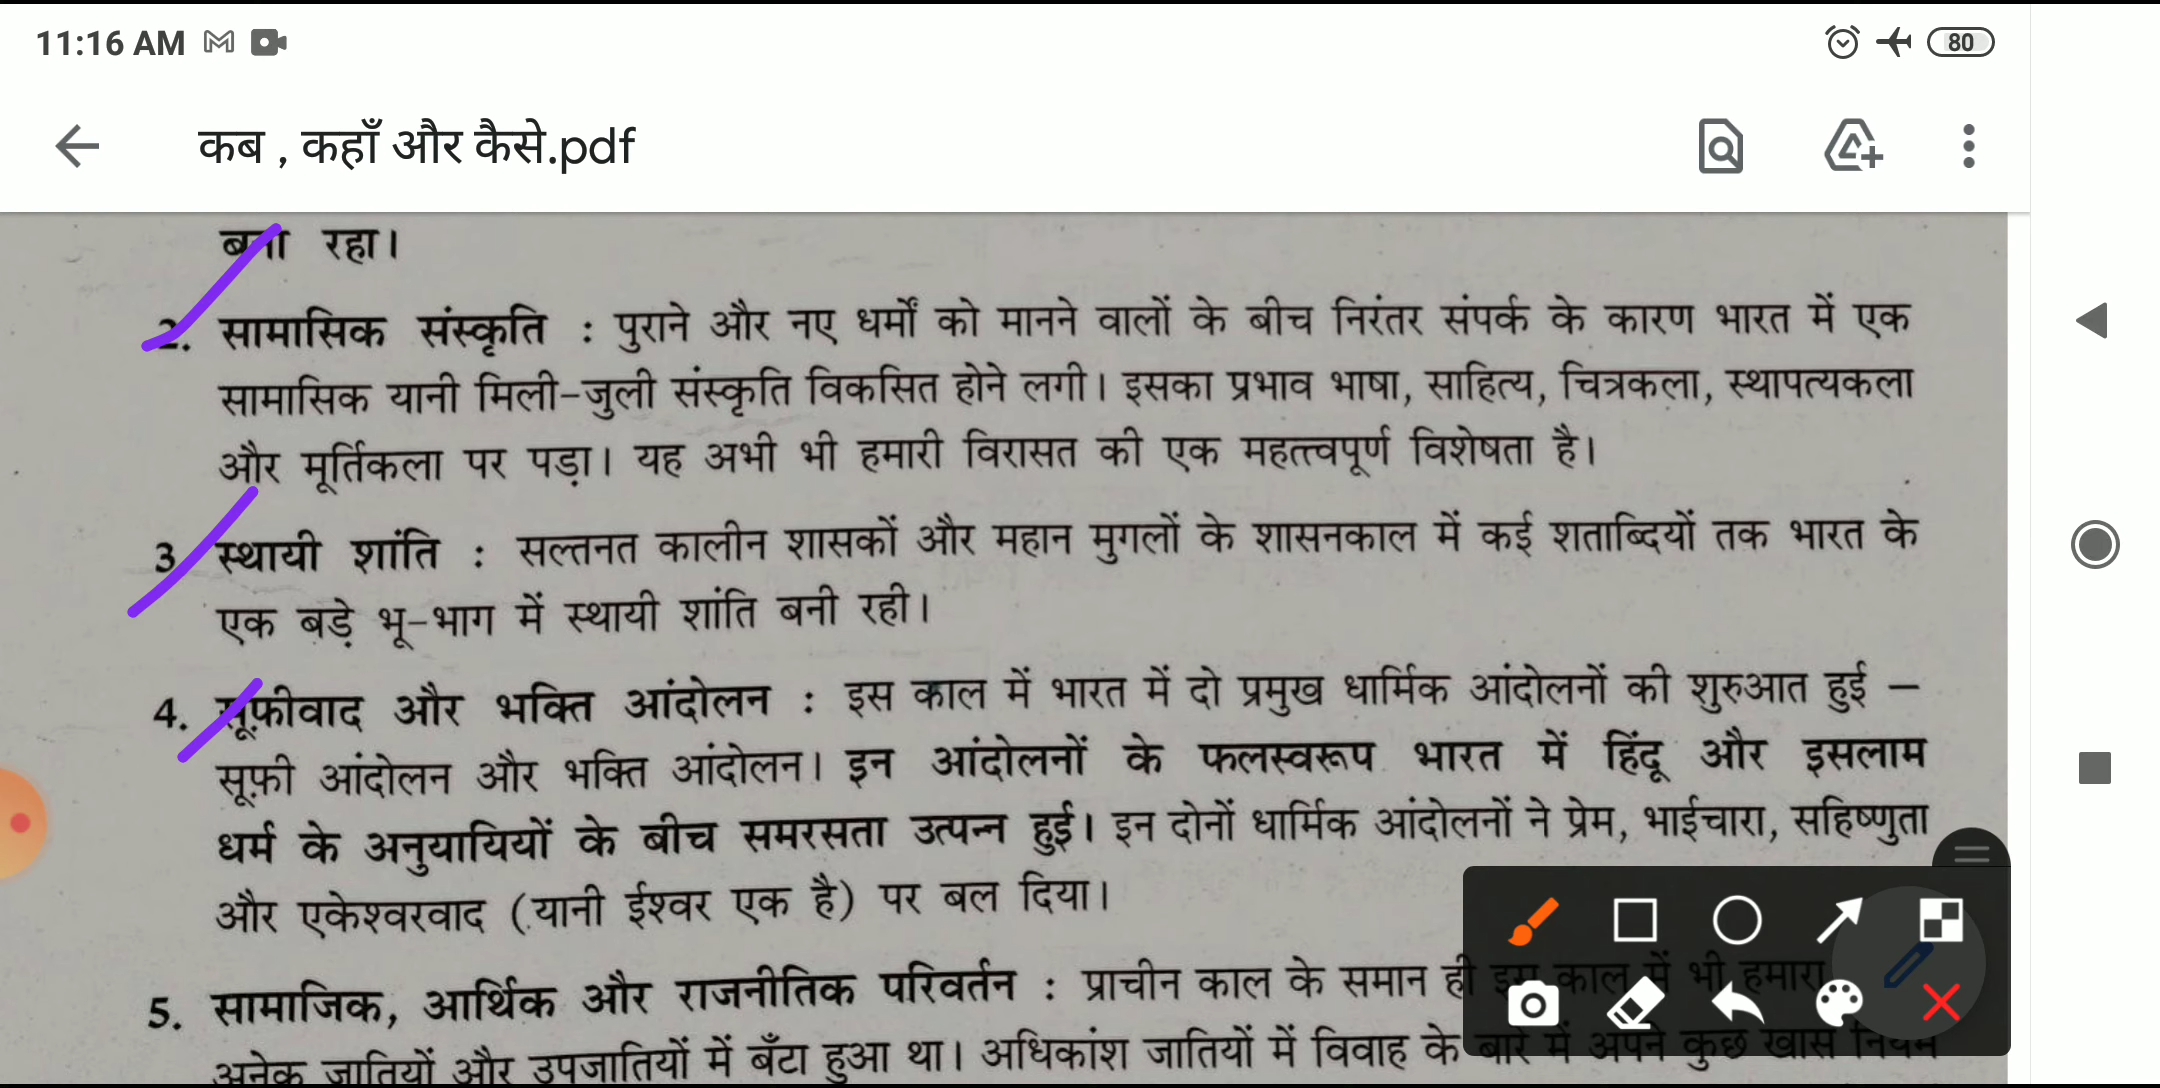 11:16 AM
80
कब , कहाँ और कैसे.pdf
बना रहा।
2. सामासिक संस्कृति : पुराने और नए धर्मों को मानने वालों के बीच निरंतर संपर्क के कारण भारत में एक
सामासिक यानी मिली-जुली संस्कृति विकसित होने लगी। इसका प्रभाव भाषा, साहित्य, चित्रकला, स्थापत्यकला
और मूर्तिकला पर पड़ा। यह अभी भी हमारी विरासत की एक महत्त्वपूर्ण विशेषता है।
3. स्थायी शांति : सल्तनत कालीन शासकों और महान मुगलों के शासनकाल में कई शताब्दियों तक भारत के
एक बड़े भू-भाग में स्थायी शांति बनी रही।
4. सूफ़ीवाद और भक्ति आंदोलन : इस काल में भारत में दो प्रमुख धार्मिक आंदोलनों की शुरुआत हुई –
सूफ़ी आंदोलन और भक्ति आंदोलन। इन आंदोलनों के फलस्वरूप भारत में हिंदू और इसलाम
धर्म के अनुयायियों के बीच समरसता उत्पन्न हुई। इन दोनों धार्मिक आंदोलनों ने प्रेम, भाईचारा, सहिष्णुता
और एकेश्वरवाद (यानी ईश्वर एक है) पर बल दिया।
5. सामाजिक, आर्थिक और राजनीतिक परिवर्तन : प्राचीन काल के समान ही इस काल में भी हमारा
अनेक जातियों और उपजातियों में बँटा हुआ था। अधिकांश जातियों में विवाह के बारे में अपने कुछ खास नियम